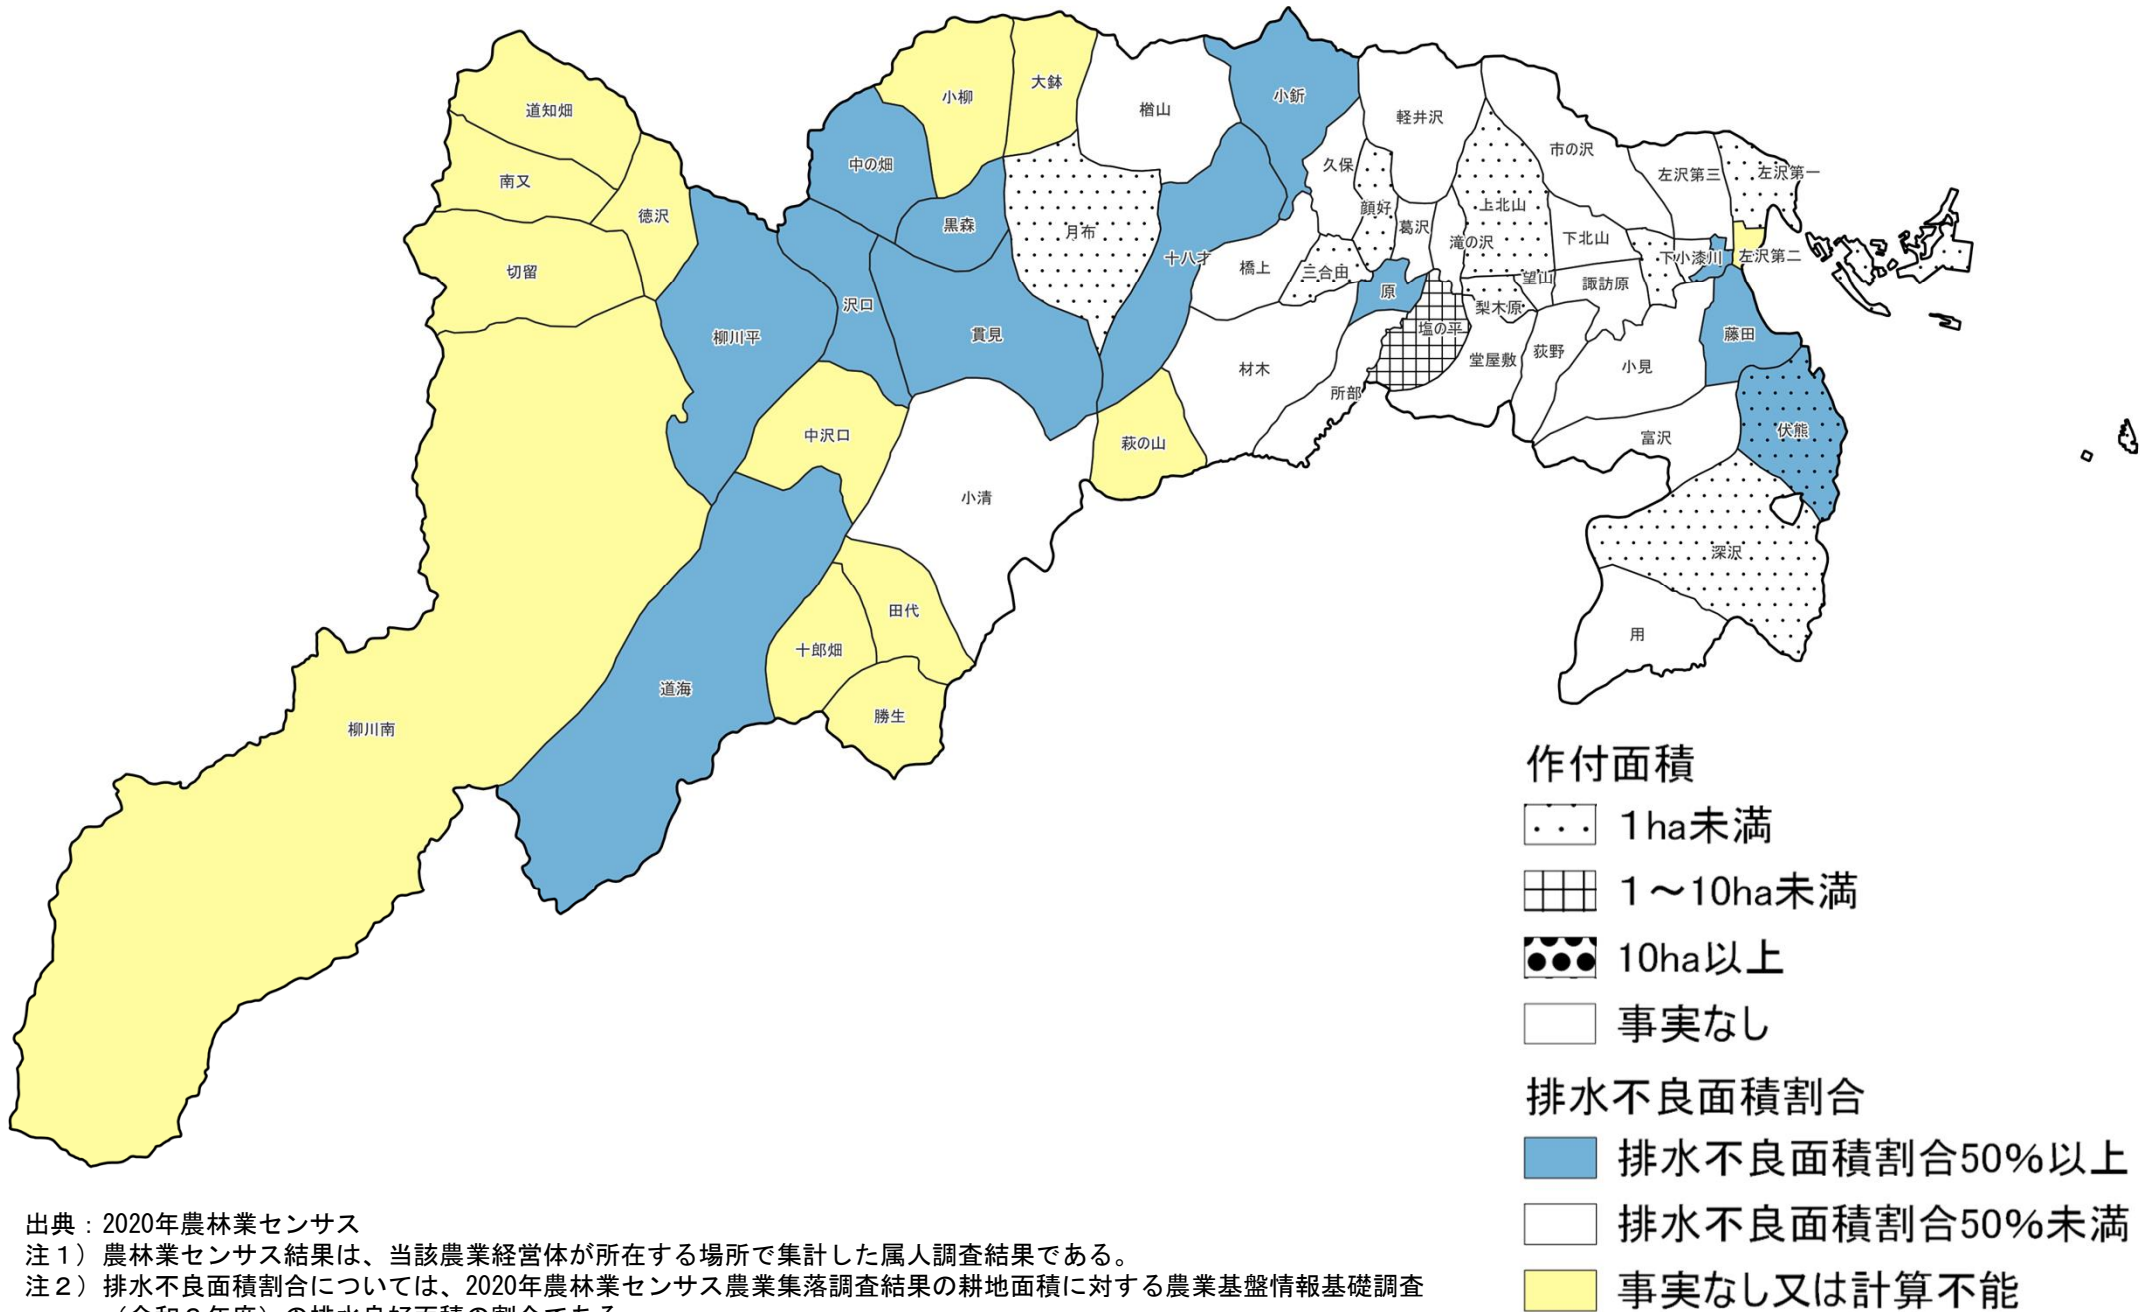 道知畑
南又
徳沢
切留
柳川平
柳川南
中の畑
小柳
大鉢
楢山
小釿
黒森
月布
沢口
貫見
十八才
中沢口
萩の山
小清
道海
田代
十郎畑
勝生
軽井沢
久保
顔好
葛沢
滝の沢
上北山
市の沢
左沢第三
左沢第一
左沢第二
下北山
下小漆川
望山
諏訪原
梨木原
橋上
三合田
原
塩の平
堂屋敷
荻野
小見
藤田
材木
所部
富沢
伏熊
深沢
用
作付面積
1ha未満
1～10ha未満
10ha以上
事実なし
排水不良面積割合
排水不良面積割合50%以上
排水不良面積割合50%未満
事実なし又は計算不能
出典：2020年農林業センサス
注１）農林業センサス結果は、当該農業経営体が所在する場所で集計した属人調査結果である。
注２）排水不良面積割合については、2020年農林業センサス農業集落調査結果の耕地面積に対する農業基盤情報基礎調査